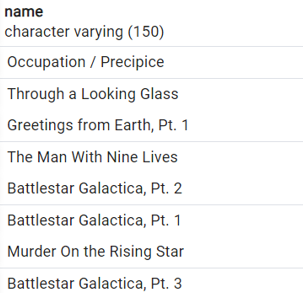 name
character varying (150)
Occupation / Precipice
Through a Looking Glass
Greetings from Earth, Pt. 1
The Man With Nine Lives
Battlestar Galactica, Pt. 2
Battlestar Galactica, Pt. 1
Murder On the Rising Star
Battlestar Galactica, Pt. 3